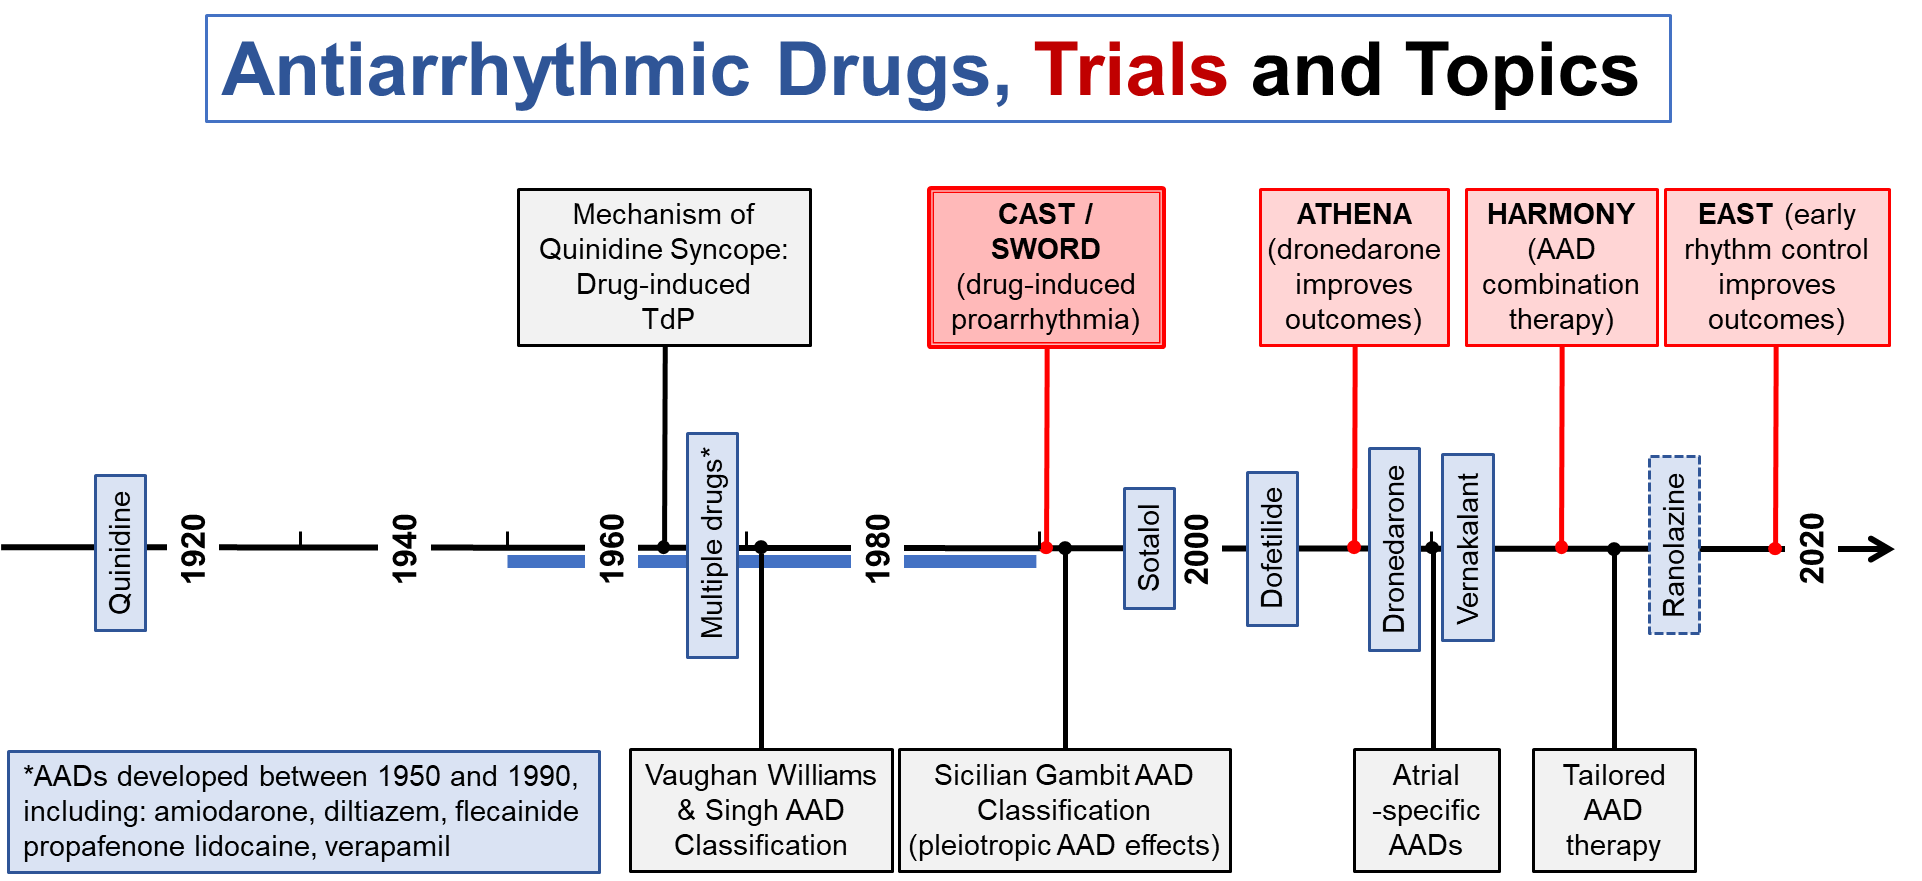 Antiarrhythmic Drugs, Trials and Topics
Mechanism of
Quinidine Syncope:
Drug-induced
TdP
CAST /
SWORD
(drug-induced
proarrhythmia)
ATHENA
(dronedarone
improves
outcomes)
HARMONY
(AAD
combination
therapy)
EAST (early
rhythm control
improves
outcomes)
Quinidine
1920
1940
1960
Multiple drugs*
1980
Sotalol
2000
Dofetilide
Dronedarone
Vernakalant
Ranolazine
2020
*AADs developed between 1950 and 1990,
including: amiodarone, diltiazem, flecainide
propafenone lidocaine, verapamil
Vaughan Williams
& Singh AAD
Classification
Sicilian Gambit AAD
Classification
(pleiotropic AAD effects)
Atrial
-specific
AADs
Tailored
AAD
therapy